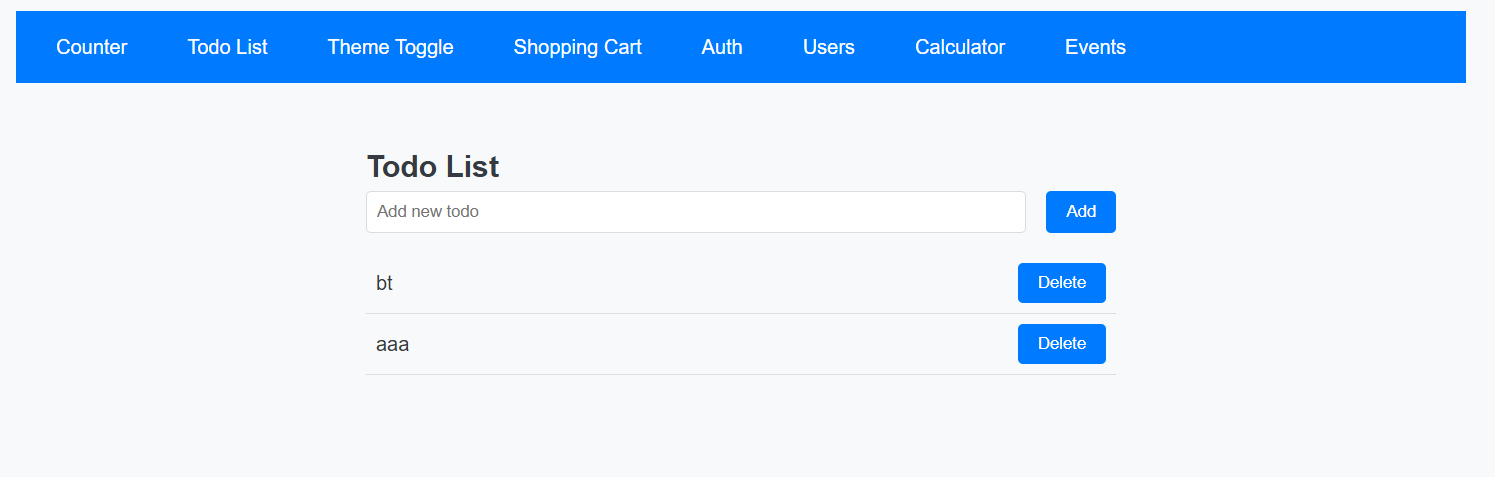 Counter Todo List Theme Toggle Shopping Cart Auth Users Calculator Events
Todo List
Add new todo Add
bt Delete
aaa Delete